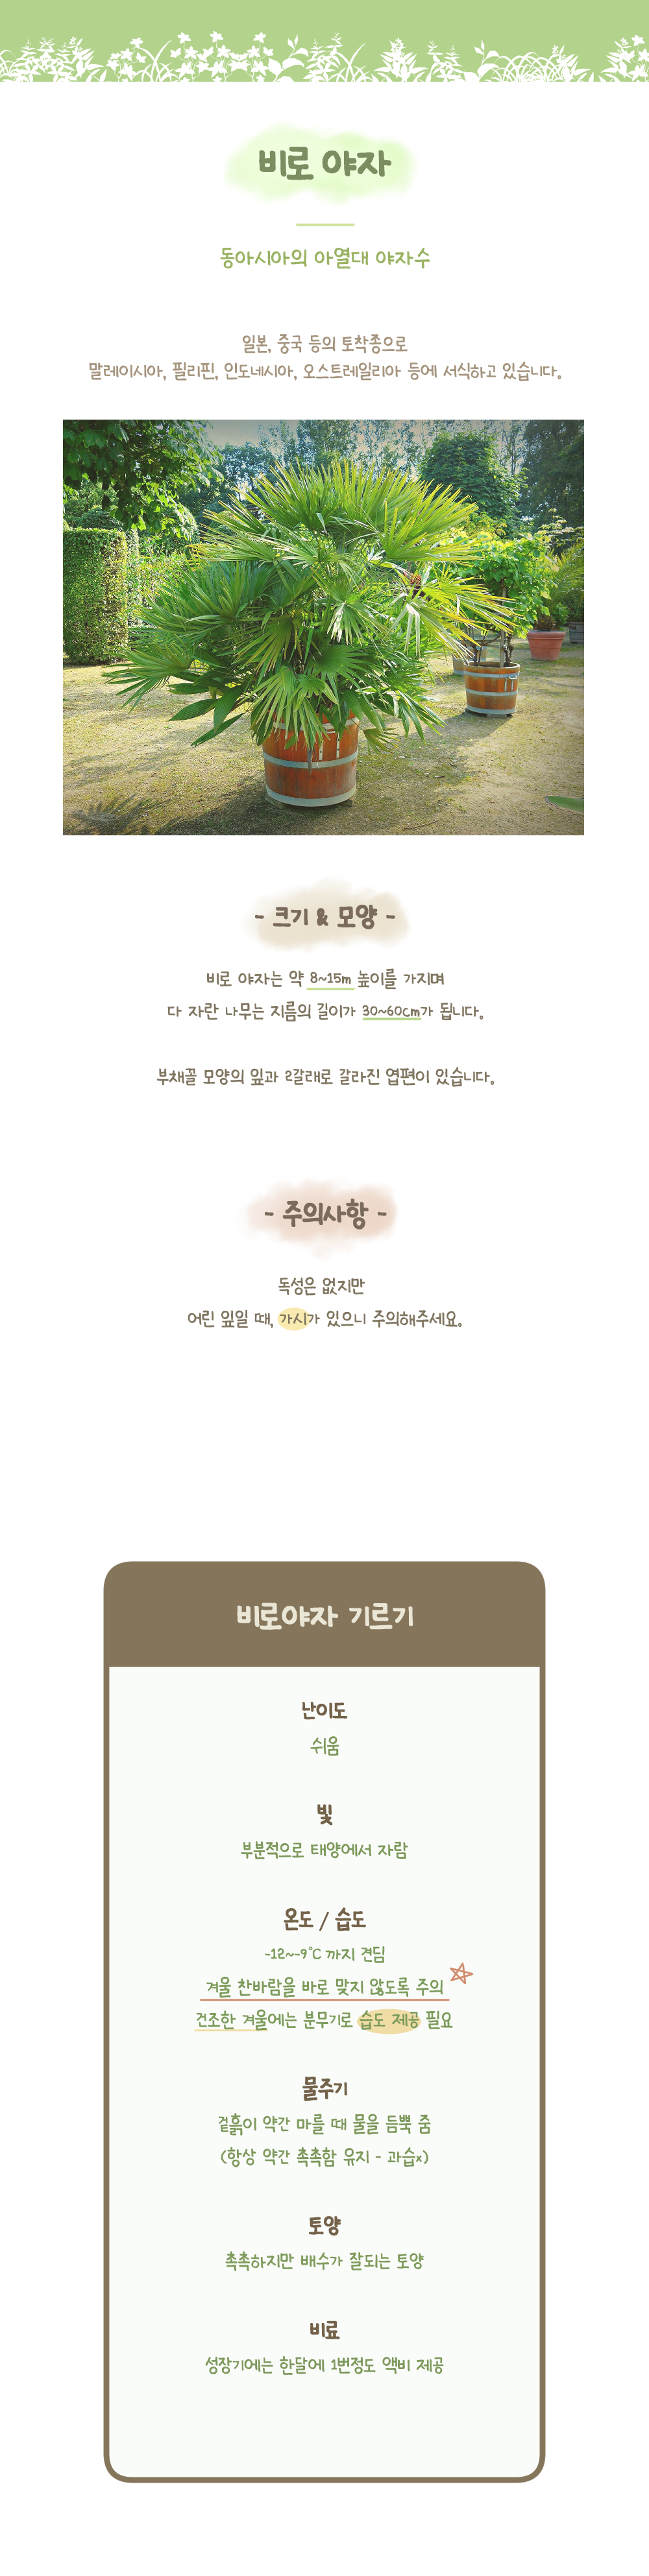 비로 야자
동아시아의 아열대 야자수
일본, 중국 등의 토착종으로
말레이시아, 필리핀, 인도네시아, 오스트레일리아 등에 서식하고 있습니다.
- 크기 & 모양 -
비로 야자는 약 8~15m 높이를 가지며
다 자란 나무는 지름의 길이가 30~60cm가 됩니다.
부채꼴 모양의 잎과 2갈래로 갈라진 엽편이 있습니다.
- 주의사항 -
독성은 없지만
어린 잎일 때, 가시가 있으니 주의해주세요.
비로야자 기르기
난이도
쉬움
빛
부분적으로 태양에서 자람
온도 / 습도
-12~-9℃ 까지 견딤
겨울 찬바람을 바로 맞지 않도록 주의
건조한 겨울에는 분무기로 습도 제공 필요
물주기
겉흙이 약간 마를 때 물을 듬뿍 줌
(항상 약간 촉촉함 유지 - 과습x)
토양
촉촉하지만 배수가 잘되는 토양
비료
성장기에는 한달에 1번정도 액비 제공